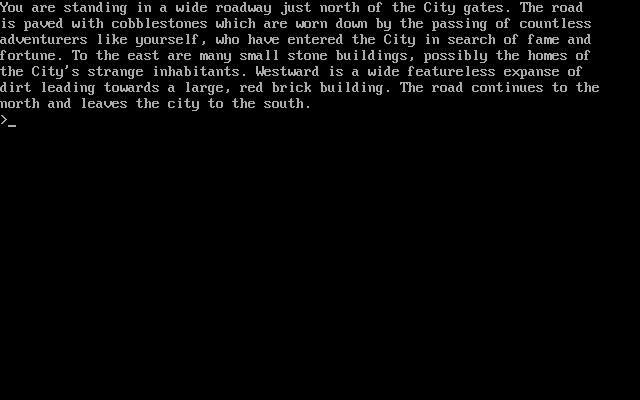 You are standing in a wide roadway just north of the City gates. The road
is paved with cobblestones which are worn down by the passing of countless
adventurers like yourself, who have entered the City in search of fame and
fortune. To the east are many small stone buildings, possibly the homes of
the City's strange inhabitants. Westward is a wide featureless expanse of
dirt leading towards a large, red brick building. The road continues to the
north and leaves the city to the south.
>_